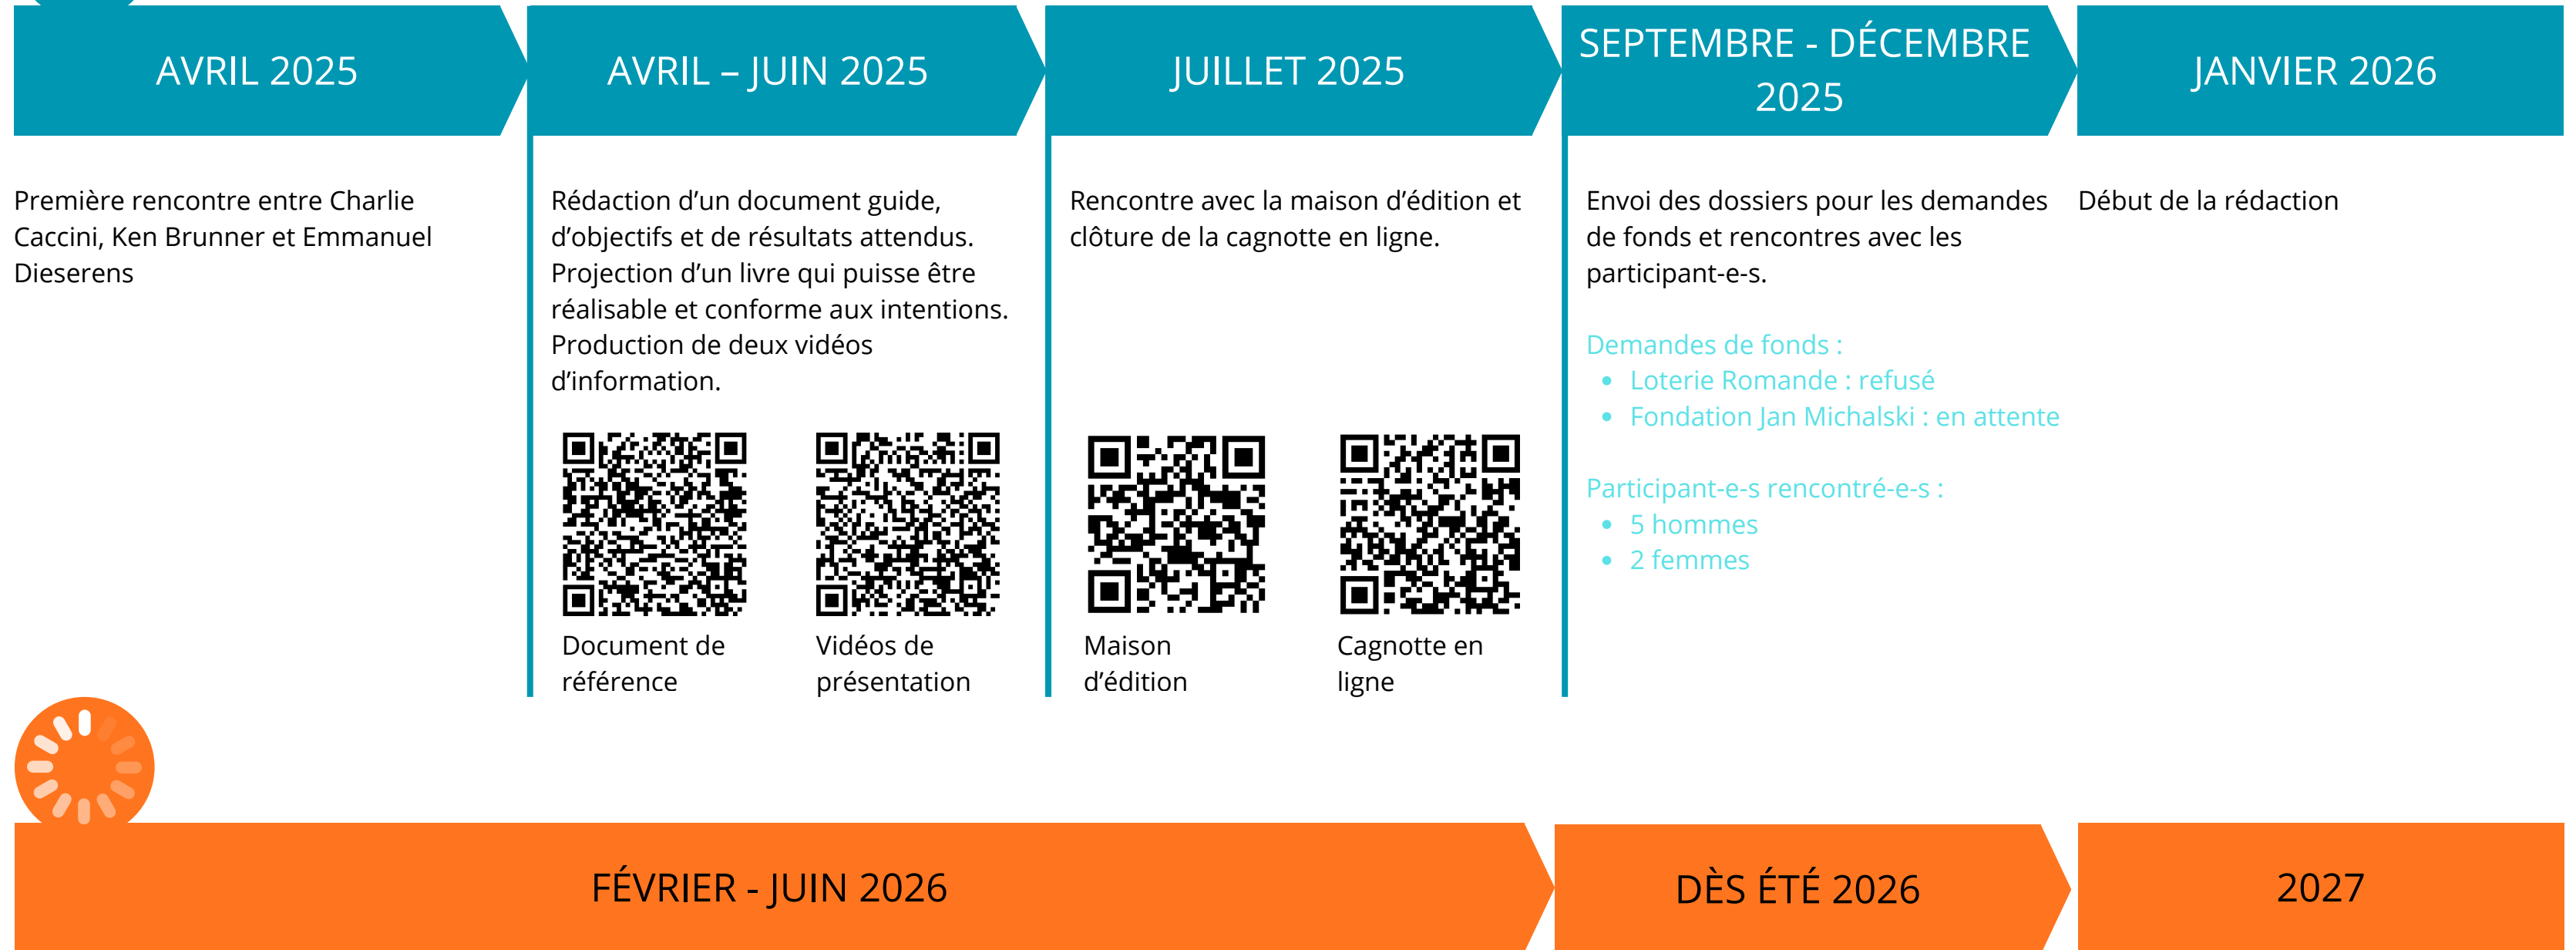 AVRIL 2025
AVRIL – JUIN 2025
JUILLET 2025
SEPTEMBRE - DÉCEMBRE
2025
JANVIER 2026
Première rencontre entre Charlie
Caccini, Ken Brunner et Emmanuel
Dieserens
Rédaction d’un document guide,
d’objectifs et de résultats attendus.
Projection d’un livre qui puisse être
réalisable et conforme aux intentions.
Production de deux vidéos
d’information.
Document de
référence
Vidéos de
présentation
Rencontre avec la maison d’édition et
clôture de la cagnotte en ligne.
Maison
d’édition
Cagnotte en
ligne
Envoi des dossiers pour les demandes
de fonds et rencontres avec les
participant-e-s.
Demandes de fonds :
• Loterie Romande : refusé
• Fondation Jan Michalski : en attente
Participant-e-s rencontré-e-s :
• 5 hommes
• 2 femmes
Début de la rédaction
FÉVRIER - JUIN 2026
DÈS ÉTÉ 2026
2027